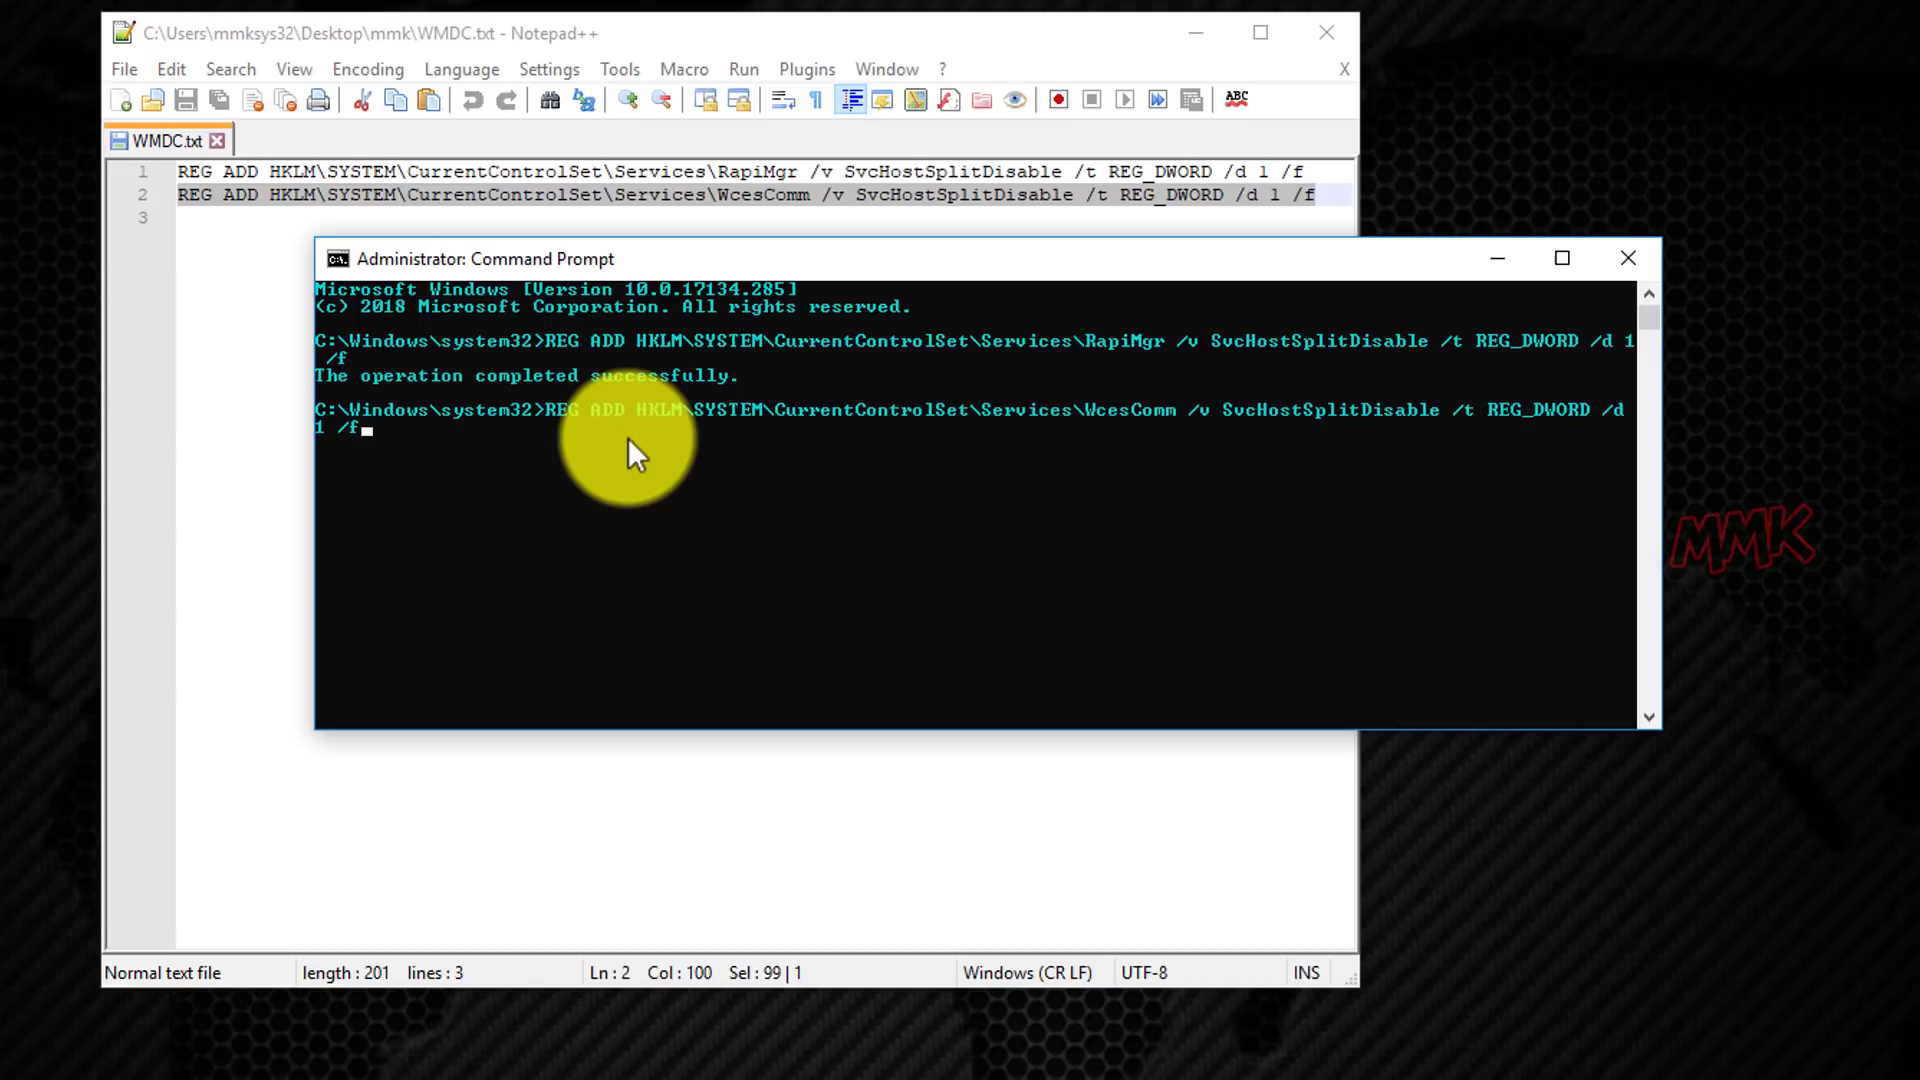 C:\Users\mmksys32\Desktop\mmk\WMDC.txt - Notepad++
File Edit Search View Encoding Language Settings Tools Macro Run Plugins Window ? X
ABC
WMDC.txt
1 REG ADD HKLM\SYSTEM\CurrentControlSet\Services\RapiMgr /v SvcHostSplitDisable /t REG_DWORD /d 1 /f
2 REG ADD HKLM\SYSTEM\CurrentControlSet\Services\WcesComm /v SvcHostSplitDisable /t REG_DWORD /d 1 /f
3
Administrator: Command Prompt
Microsoft Windows [Version 10.0.17134.285]
(c) 2018 Microsoft Corporation. All rights reserved.
C:\Windows\system32>REG ADD HKLM\SYSTEM\CurrentControlSet\Services\RapiMgr /v SvcHostSplitDisable /t REG_DWORD /d 1
/f
The operation completed successfully.
C:\Windows\system32>REG ADD HKLM\SYSTEM\CurrentControlSet\Services\WcesComm /v SvcHostSplitDisable /t REG_DWORD /d
1 /f
MMK
Normal text file length : 201 lines : 3 Ln : 2 Col : 100 Sel : 99 | 1 Windows (CR LF) UTF-8 INS